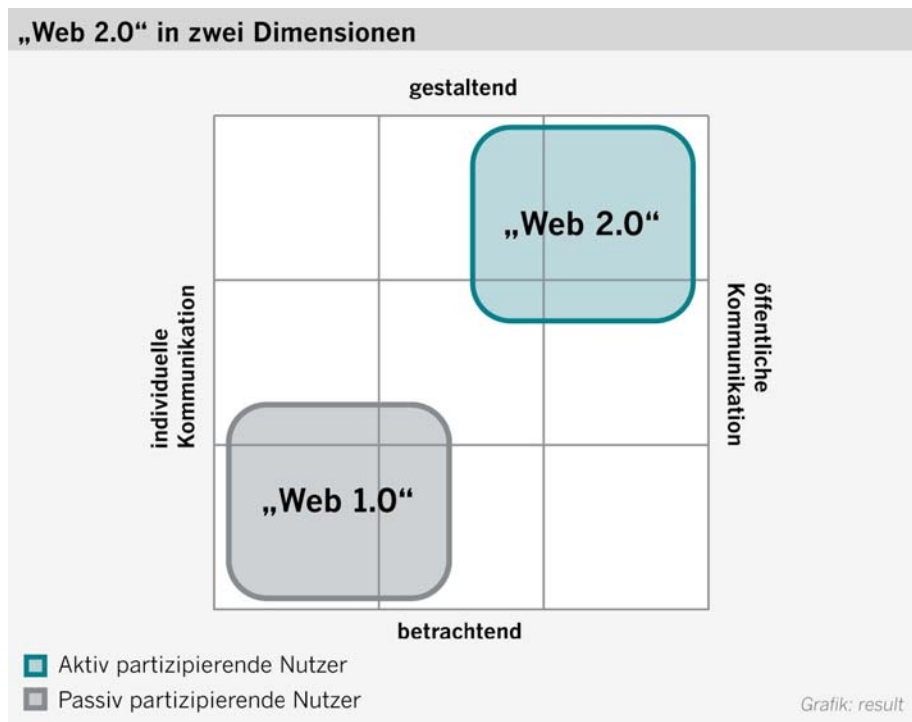 „Web 2.0“ in zwei Dimensionen
gestaltend
„Web 2.0“
individuelle
Kommunikation
öffentliche
Kommunikation
„Web 1.0“
betrachtend
Aktiv partizipierende Nutzer
Passiv partizipierende Nutzer
Grafik: result